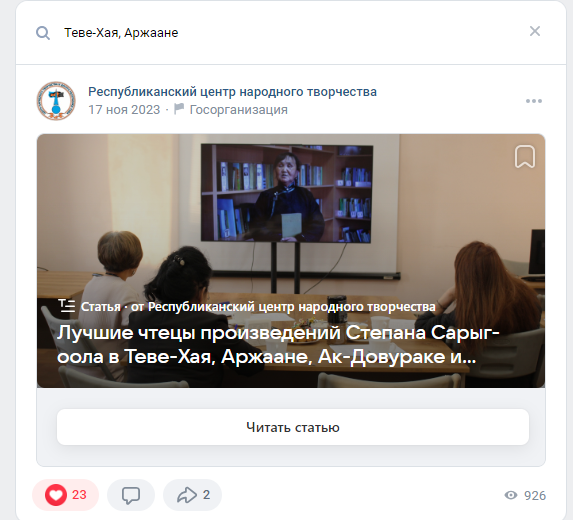 Теве-Хая, Аржаане
Республиканский центр народного творчества
17 ноя 2023 · Госорганизация
Статья · от Республиканский центр народного творчества
Лучшие чтецы произведений Степана Сарыг-
оола в Теве-Хая, Аржаане, Ак-Довураке и...
Читать статью
23
2
926